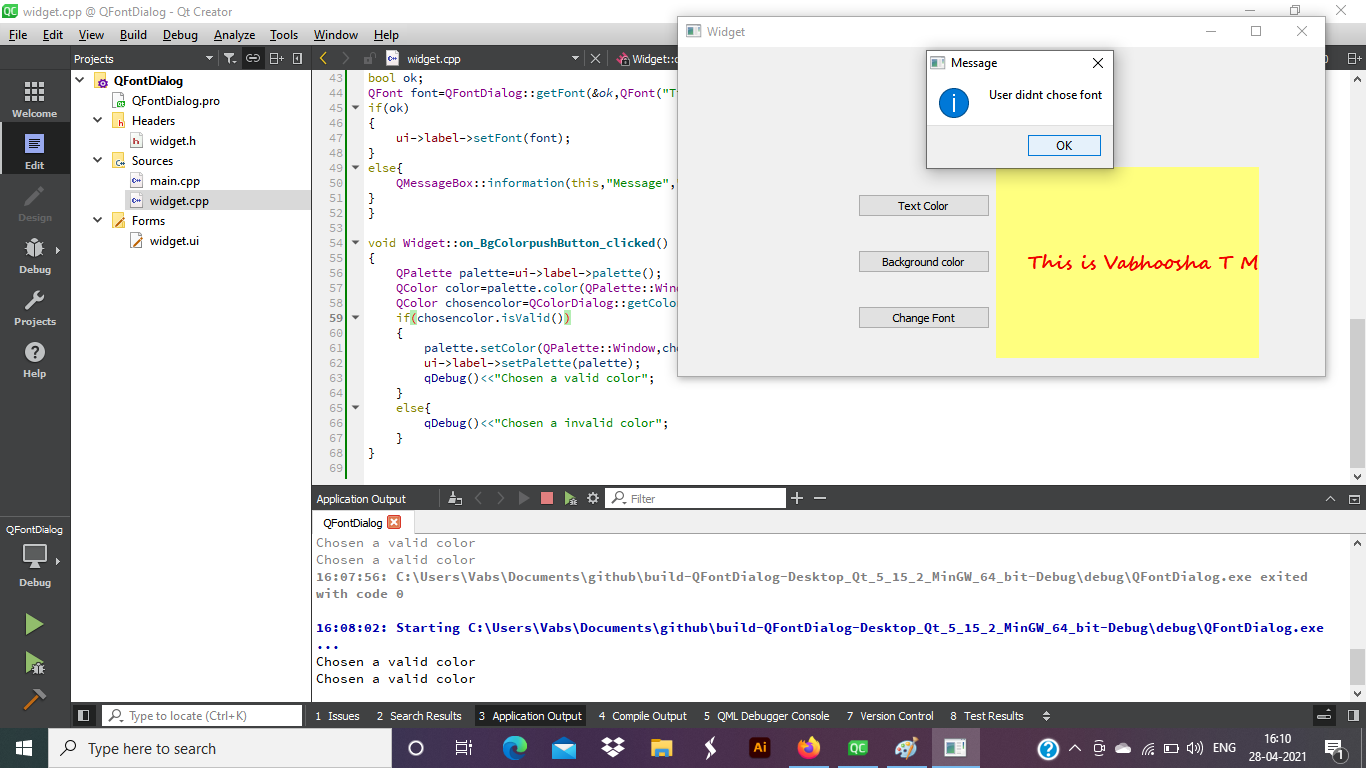 widget.cpp @ QFontDialog - Qt Creator
File Edit View Build Debug Analyze Tools Window Help
Projects
widget.cpp
Widget::
Welcome
Edit
Design
Debug
Projects
Help
QFontDialog
Debug
QFontDialog
QFontDialog.pro
Headers
widget.h
Sources
main.cpp
widget.cpp
Forms
widget.ui
43 bool ok;
44 QFont font=QFontDialog::getFont(&ok,QFont("T
45 if(ok)
46 {
47 ui->label->setFont(font);
48 }
49 else{
50 QMessageBox::information(this,"Message",
51 }
52 }
53
54 void Widget::on_BgColorpushButton_clicked()
55 {
56 QPalette palette=ui->label->palette();
57 QColor color=palette.color(QPalette::Win
58 QColor chosencolor=QColorDialog::getColo
59 if(chosencolor.isValid())
60 {
61 palette.setColor(QPalette::Window,cho
62 ui->label->setPalette(palette);
63 qDebug()<<"Chosen a valid color";
64 }
65 else{
66 qDebug()<<"Chosen a invalid color";
67 }
68 }
69
Widget
Message
User didnt chose font
OK
Text Color
Background color
Change Font
This is Vabhoosha T M
Application Output
Filter
QFontDialog
Chosen a valid color
Chosen a valid color
16:07:56: C:\Users\Vabs\Documents\github\build-QFontDialog-Desktop_Qt_5_15_2_MinGW_64_bit-Debug\debug\QFontDialog.exe exited
with code 0
16:08:02: Starting C:\Users\Vabs\Documents\github\build-QFontDialog-Desktop_Qt_5_15_2_MinGW_64_bit-Debug\debug\QFontDialog.exe
...
Chosen a valid color
Chosen a valid color
Type to locate (Ctrl+K)
1 Issues 2 Search Results 3 Application Output 4 Compile Output 5 QML Debugger Console 7 Version Control 8 Test Results
Type here to search
ENG
16:10
28-04-2021